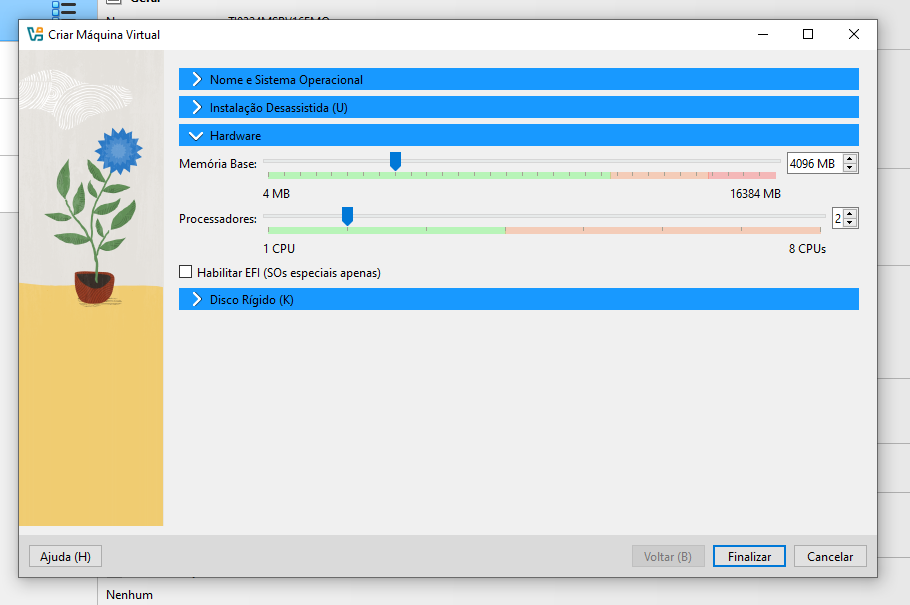 Criar Máquina Virtual
Nome e Sistema Operacional
Instalação Desassistida (U)
Hardware
Memória Base:
4096 MB
4 MB
16384 MB
Processadores:
2
1 CPU
8 CPUs
Habilitar EFI (SOs especiais apenas)
Disco Rígido (K)
Ajuda (H)
Voltar (B)
Finalizar
Cancelar
Nenhum